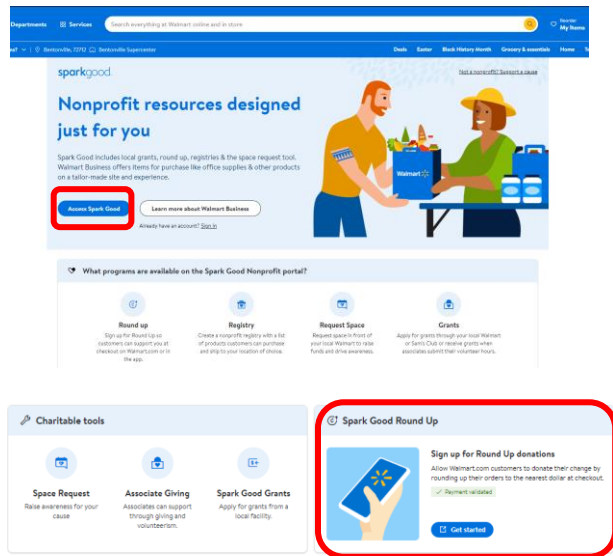 Departments Services Search everything at Walmart online and in store Reorder
My Items
Bentonville, 72712 Bentonville Supercenter Deals Easter Black History Month Grocery & essentials Home
sparkgood Not a nonprofit? Support a cause
Nonprofit resources designed
just for you
Spark Good includes local grants, round up, registries & the space request tool.
Walmart Business offers items for purchase like office supplies & other products
on a tailor-made site and experience.
Walmart
Access Spark Good Learn more about Walmart Business
Already have an account? Sign In
What programs are available on the Spark Good Nonprofit portal?
Round up Registry Request Space Grants
Sign up for Round Up so Create a nonprofit registry with a list Request space in front of Apply for grants through your local Walmart
customers can support you at of products customers can purchase your local Walmart to raise or Sam's Club or receive grants when
checkout on Walmart.com or in and ship to your location of choice. funds and drive awareness. associates submit their volunteer hours.
the app.
Charitable tools
Space Request Associate Giving Spark Good Grants
Raise awareness for your Associates can support Apply for grants from a
cause through giving and local facility.
volunteerism.
Spark Good Round Up
Sign up for Round Up donations
Allow Walmart.com customers to donate their change by
rounding up their orders to the nearest dollar at checkout.
Payment validated
Get started